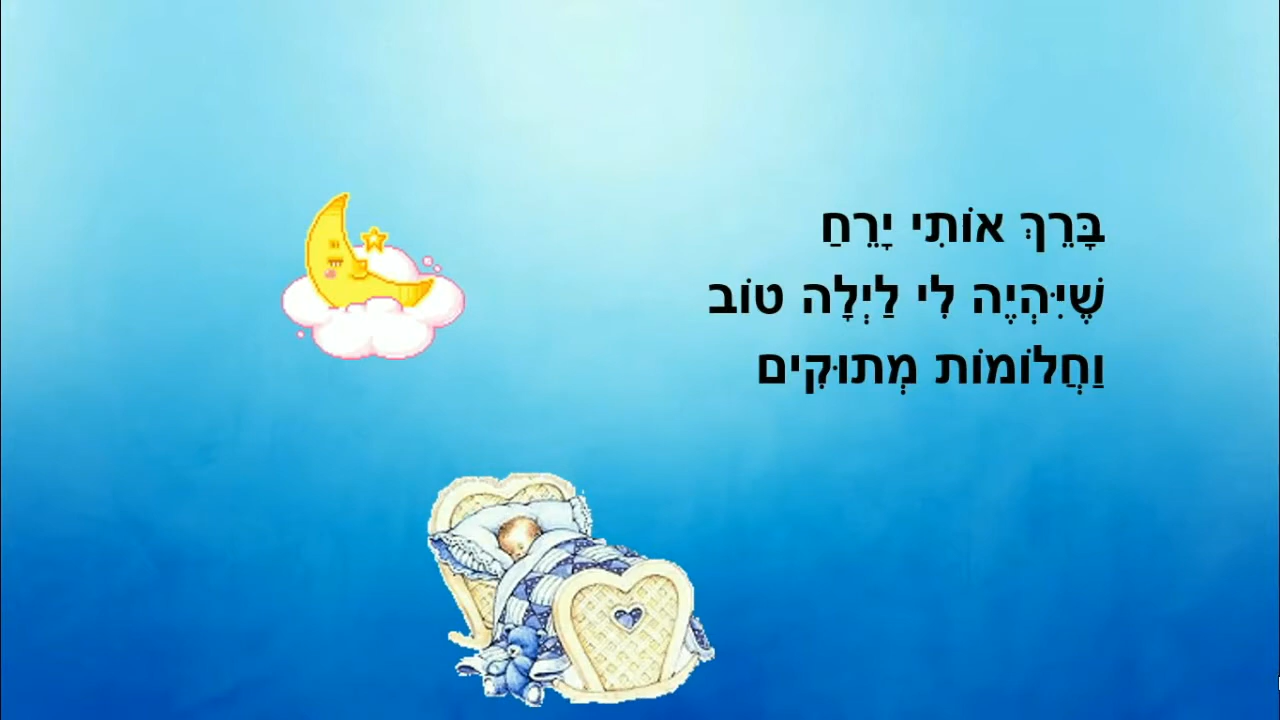 בָּרֵךְ אוֹתִי יָרֵחַ
שֶׁיִּהְיֶה לִי לַיְלָה טוֹב
וַחֲלוֹמוֹת מְתוּקִים